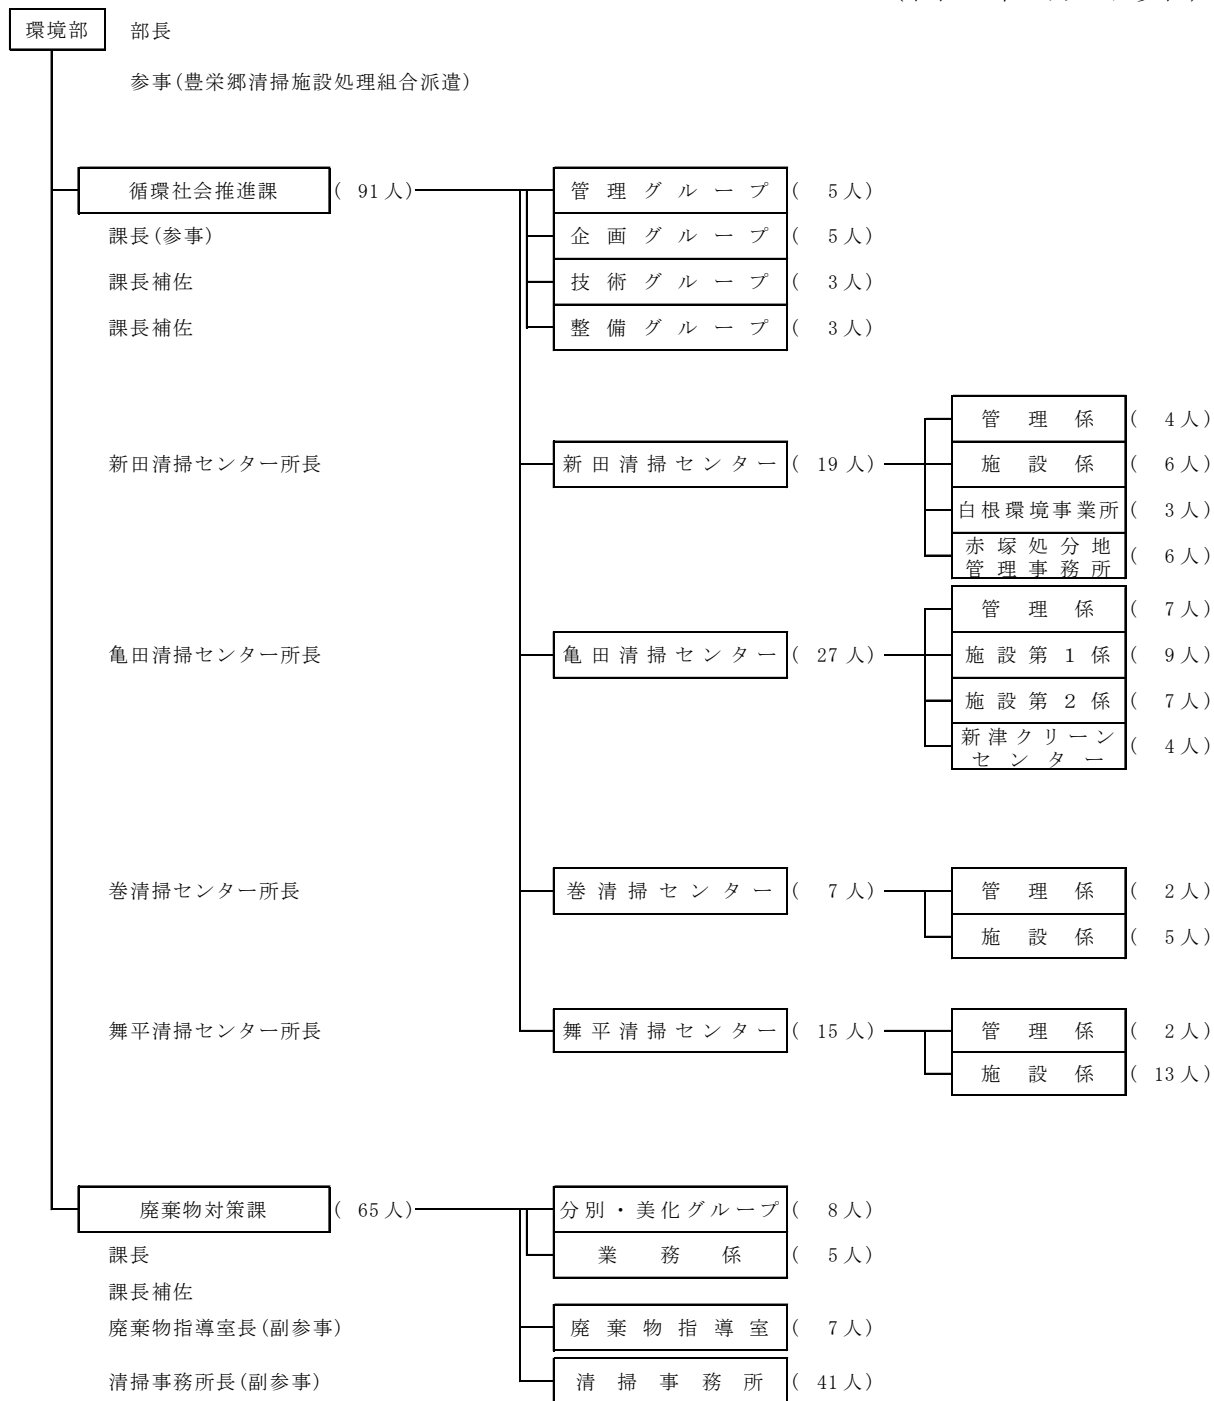 環境部 部長
参事(豊栄郷清掃施設処理組合派遣)
循環社会推進課 ( 91人) 管理グループ ( 5人)
課長(参事) 企画グループ ( 5人)
課長補佐 技術グループ ( 3人)
課長補佐 整備グループ ( 3人)
管理係 ( 4人)
新田清掃センター所長 新田清掃センター ( 19人) 施設係 ( 6人)
白根環境事業所 ( 3人)
赤塚処分地
管理事務所 ( 6人)
管理係 ( 7人)
亀田清掃センター所長 亀田清掃センター ( 27人) 施設第1係 ( 9人)
施設第2係 ( 7人)
新津クリーン
センター ( 4人)
巻清掃センター所長 巻清掃センター ( 7人) 管理係 ( 2人)
施設係 ( 5人)
舞平清掃センター所長 舞平清掃センター ( 15人) 管理係 ( 2人)
施設係 ( 13人)
廃棄物対策課 ( 65人) 分別・美化グループ ( 8人)
課長 業務係 ( 5人)
課長補佐
廃棄物指導室長(副参事) 廃棄物指導室 ( 7人)
清掃事務所長(副参事) 清掃事務所 ( 41人)